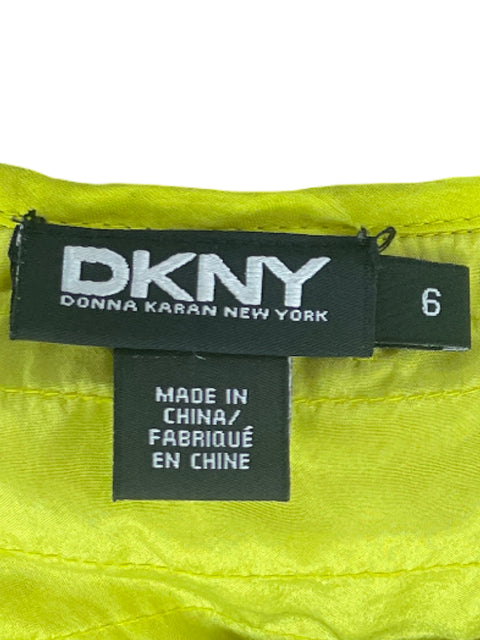 DKNY
DONNA KARAN NEW YORK
6
MADE IN
CHINA/
FABRIQUÉ
EN CHINE